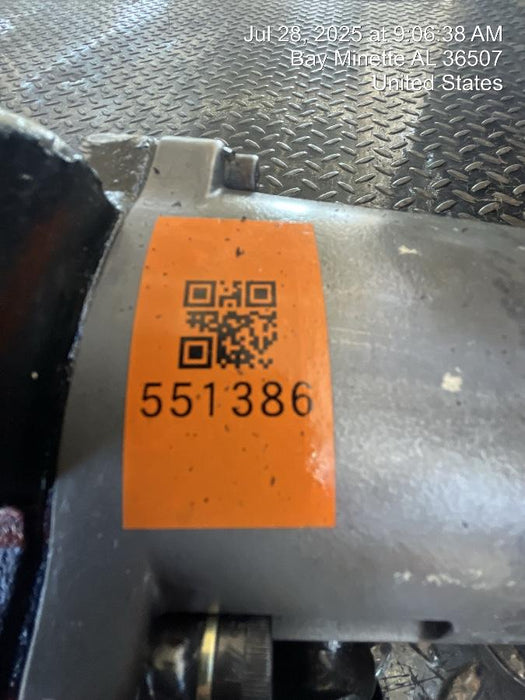 Jul 28, 2025 at 9:06:38 AM
Bay Minette AL 36507
United States
551386